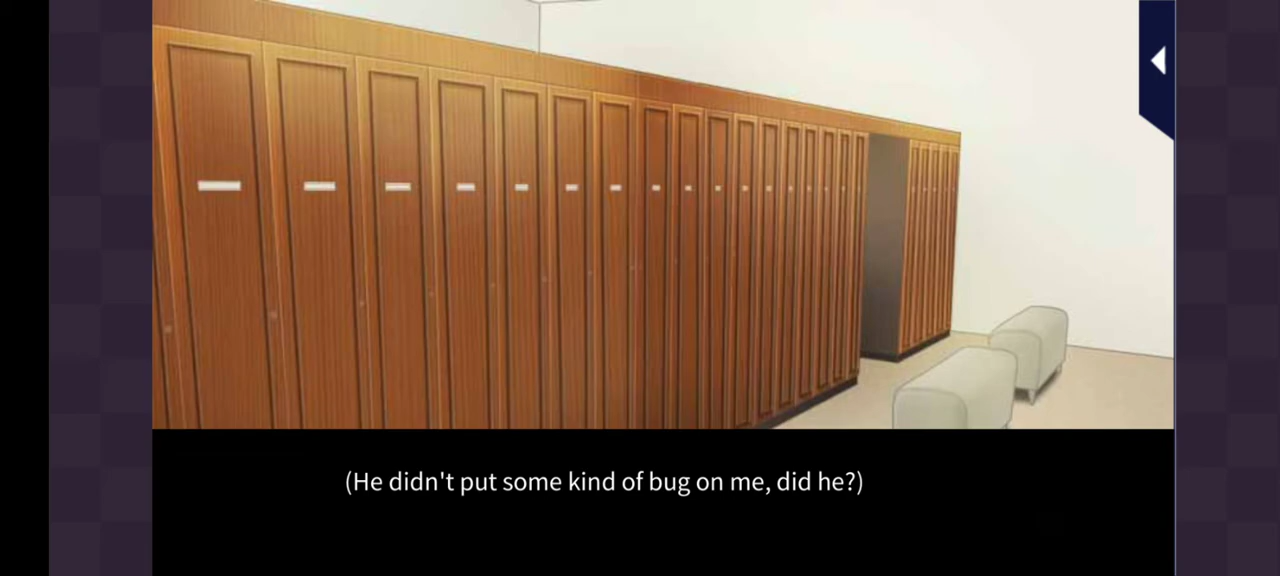 (He didn't put some kind of bug on me, did he?)